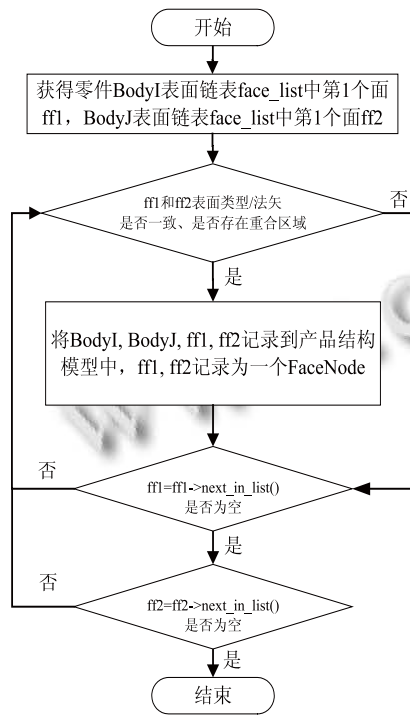 开始
获得零件BodyI表面链表face_list中第1个面
ff1，BodyJ表面链表face_list中第1个面ff2
ff1和ff2表面类型/法矢
是否一致、是否存在重合区域
否
是
将BodyI, BodyJ, ff1, ff2记录到产品结构
模型中，ff1, ff2记录为一个FaceNode
否
ff1=ff1->next_in_list()
是否为空
是
否
ff2=ff2->next_in_list()
是否为空
是
结束